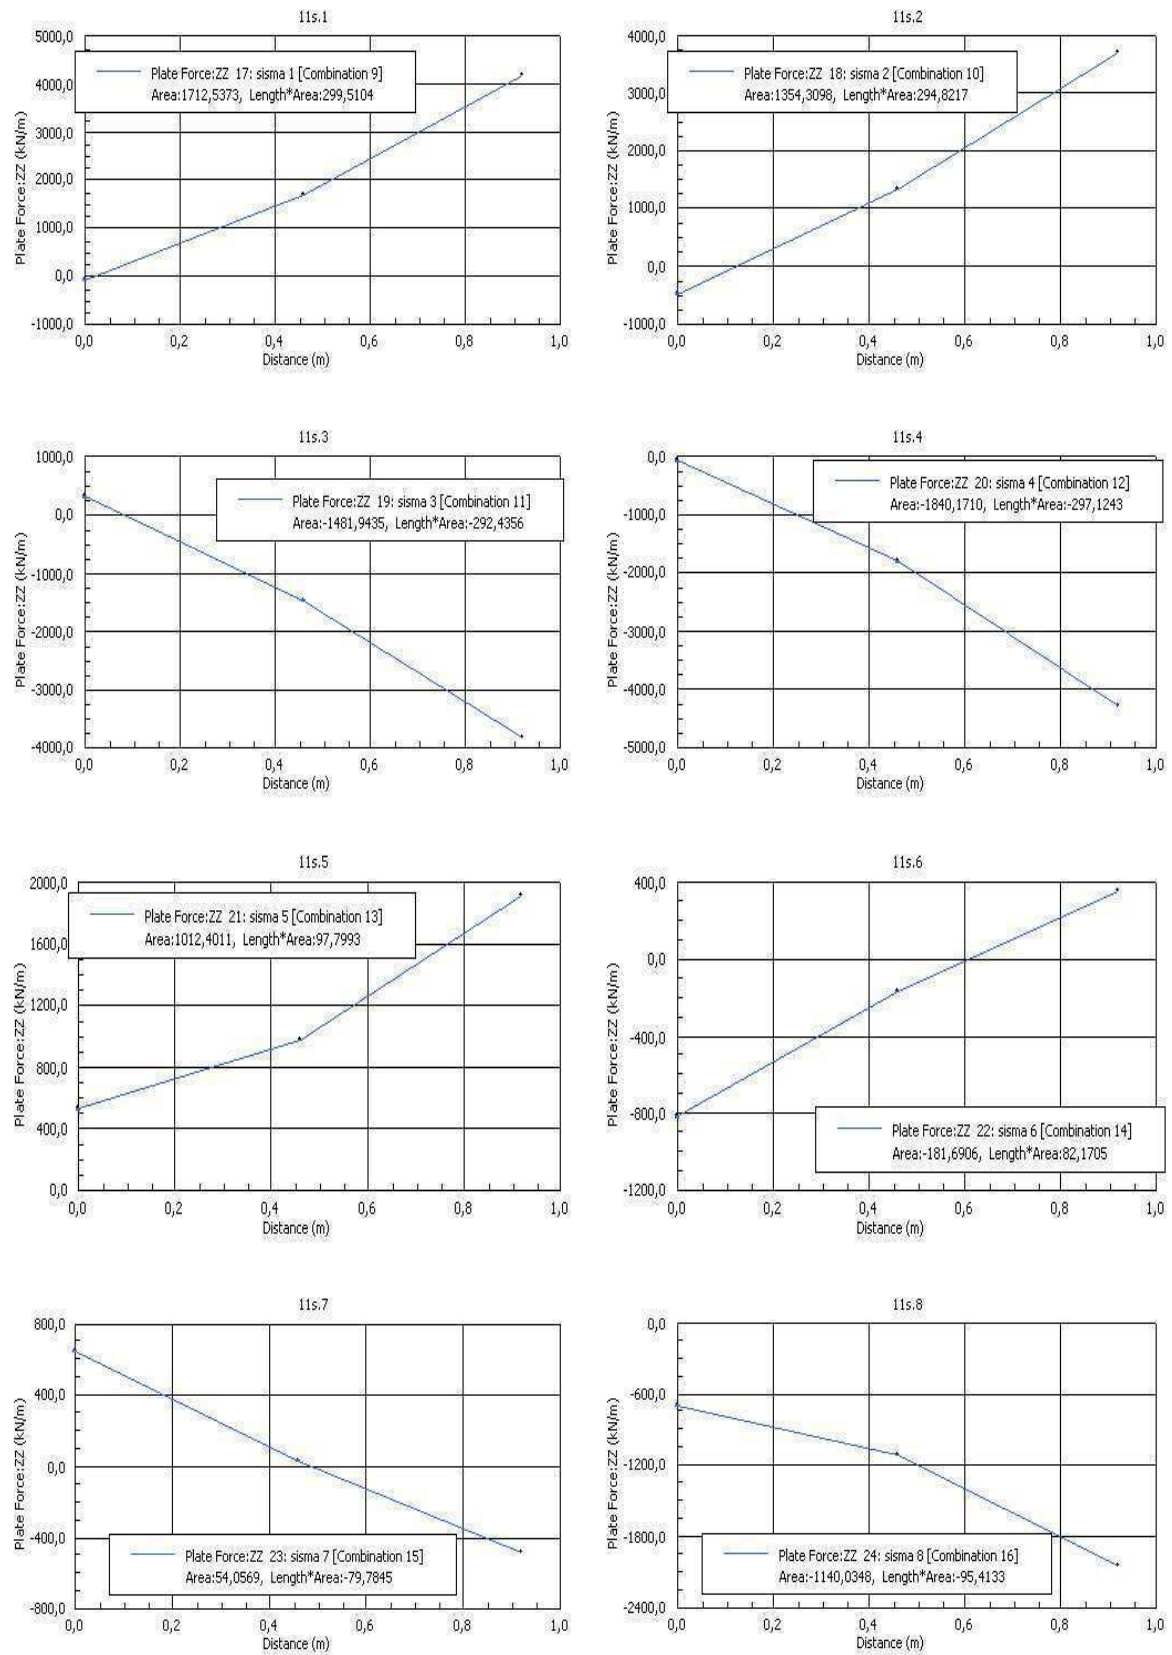 11s.1
5000,0
4000,0
3000,0
2000,0
1000,0
0,0
-1000,0
Plate Force:ZZ (kN/m)
Plate Force:ZZ 17: sisma 1 [Combination 9]
Area:1712,5373, Length*Area:299,5104
0,0 0,2 0,4 0,6 0,8 1,0
Distance (m)
11s.2
4000,0
3000,0
2000,0
1000,0
0,0
-1000,0
Plate Force:ZZ (kN/m)
Plate Force:ZZ 18: sisma 2 [Combination 10]
Area:1354,3098, Length*Area:294,8217
0,0 0,2 0,4 0,6 0,8 1,0
Distance (m)
11s.3
1000,0
0,0
-1000,0
-2000,0
-3000,0
-4000,0
Plate Force:ZZ (kN/m)
Plate Force:ZZ 19: sisma 3 [Combination 11]
Area:-1481,9435, Length*Area:-292,4356
0,0 0,2 0,4 0,6 0,8 1,0
Distance (m)
11s.4
0,0
-1000,0
-2000,0
-3000,0
-4000,0
-5000,0
Plate Force:ZZ (kN/m)
Plate Force:ZZ 20: sisma 4 [Combination 12]
Area:-1840,1710, Length*Area:-297,1243
0,0 0,2 0,4 0,6 0,8 1,0
Distance (m)
11s.5
2000,0
1600,0
1200,0
800,0
400,0
0,0
Plate Force:ZZ (kN/m)
Plate Force:ZZ 21: sisma 5 [Combination 13]
Area:1012,4011, Length*Area:97,7993
0,0 0,2 0,4 0,6 0,8 1,0
Distance (m)
11s.6
400,0
0,0
-400,0
-800,0
-1200,0
Plate Force:ZZ (kN/m)
Plate Force:ZZ 22: sisma 6 [Combination 14]
Area:-181,6906, Length*Area:82,1705
0,0 0,2 0,4 0,6 0,8 1,0
Distance (m)
11s.7
800,0
400,0
0,0
-400,0
-800,0
Plate Force:ZZ (kN/m)
Plate Force:ZZ 23: sisma 7 [Combination 15]
Area:54,0569, Length*Area:-79,7845
0,0 0,2 0,4 0,6 0,8 1,0
Distance (m)
11s.8
0,0
-600,0
-1200,0
-1800,0
-2400,0
Plate Force:ZZ (kN/m)
Plate Force:ZZ 24: sisma 8 [Combination 16]
Area:-1140,0348, Length*Area:-95,4133
0,0 0,2 0,4 0,6 0,8 1,0
Distance (m)